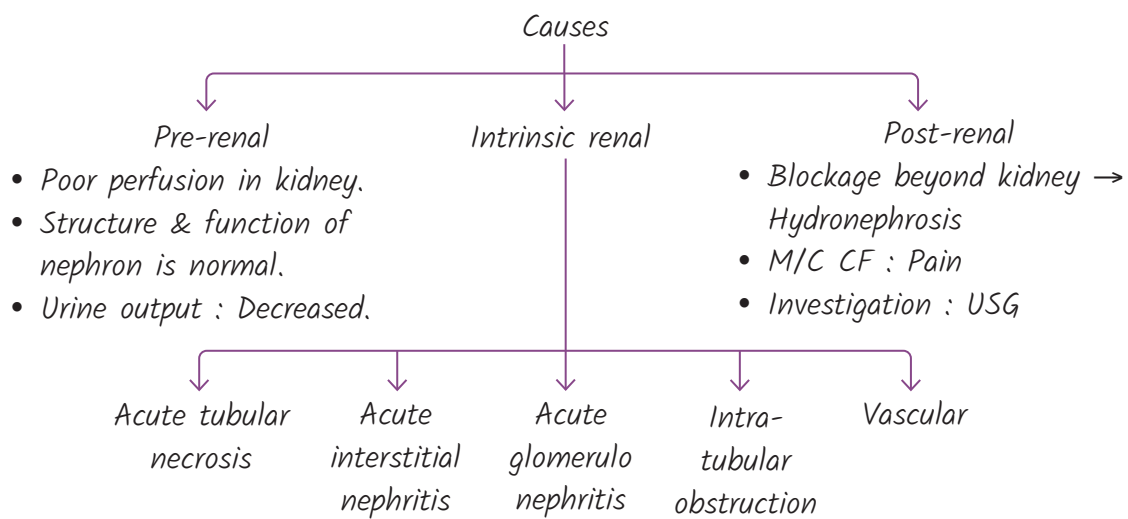 Causes
Pre-renal
• Poor perfusion in kidney.
• Structure & function of
nephron is normal.
• Urine output : Decreased.
Intrinsic renal
Post-renal
• Blockage beyond kidney →
Hydronephrosis
• M/C CF : Pain
• Investigation : USG
Acute tubular
necrosis
Acute
interstitial
nephritis
Acute
glomerulo
nephritis
Intra-
tubular
obstruction
Vascular